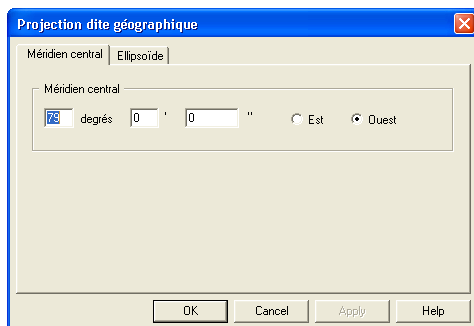 Projection dite géographique
Méridien central Ellipsoïde
Méridien central
79 degrés 0 ' 0 " Est Ouest
OK Cancel Apply Help